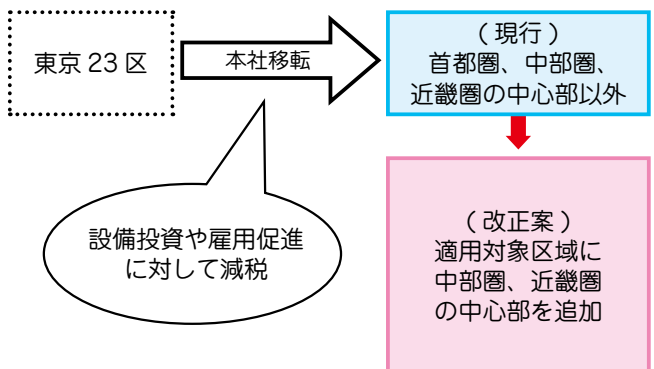 東京 23 区
本社移転
( 現行 )
首都圏、中部圏、
近畿圏の中心部以外
設備投資や雇用促進
に対して減税
( 改正案 )
適用対象区域に
中部圏、近畿圏
の中心部を追加